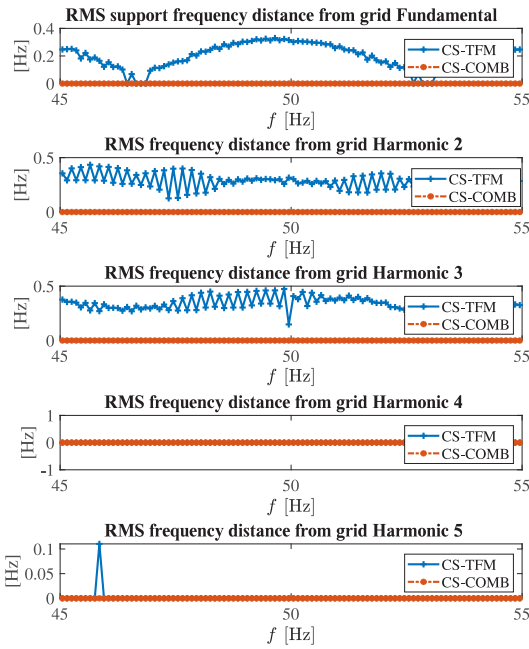 RMS support frequency distance from grid Fundamental
0.4
0.2
0
[Hz]
CS-TFM
CS-COMB
45
50
55
f [Hz]
RMS frequency distance from grid Harmonic 2
0.5
0
[Hz]
CS-TFM
CS-COMB
45
50
55
f [Hz]
RMS frequency distance from grid Harmonic 3
0.5
0
[Hz]
CS-TFM
CS-COMB
45
50
55
f [Hz]
RMS frequency distance from grid Harmonic 4
1
0
-1
[Hz]
CS-TFM
CS-COMB
45
50
55
f [Hz]
RMS frequency distance from grid Harmonic 5
0.1
0.05
0
[Hz]
CS-TFM
CS-COMB
45
50
55
f [Hz]